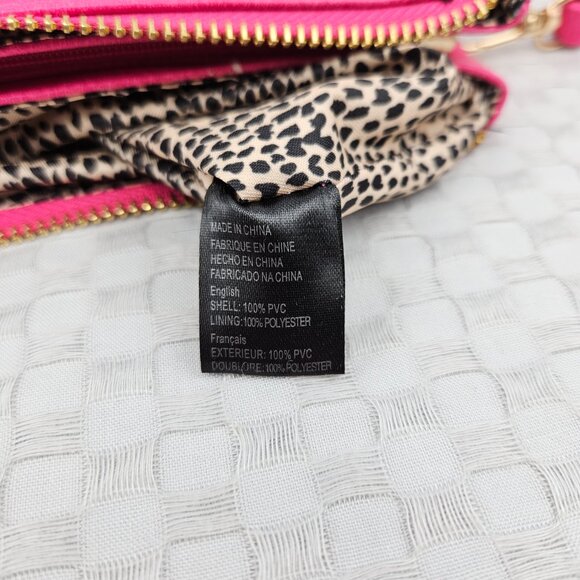 MADE IN CHINA
FABRIQUE EN CHINE
HECHO EN CHINA
FABRICADO NA CHINA
English
SHELL: 100% PVC
LINING:100% POLYESTER
Français
EXTERIEUR: 100% PVC
DOUBLORE:100% POLYESTER